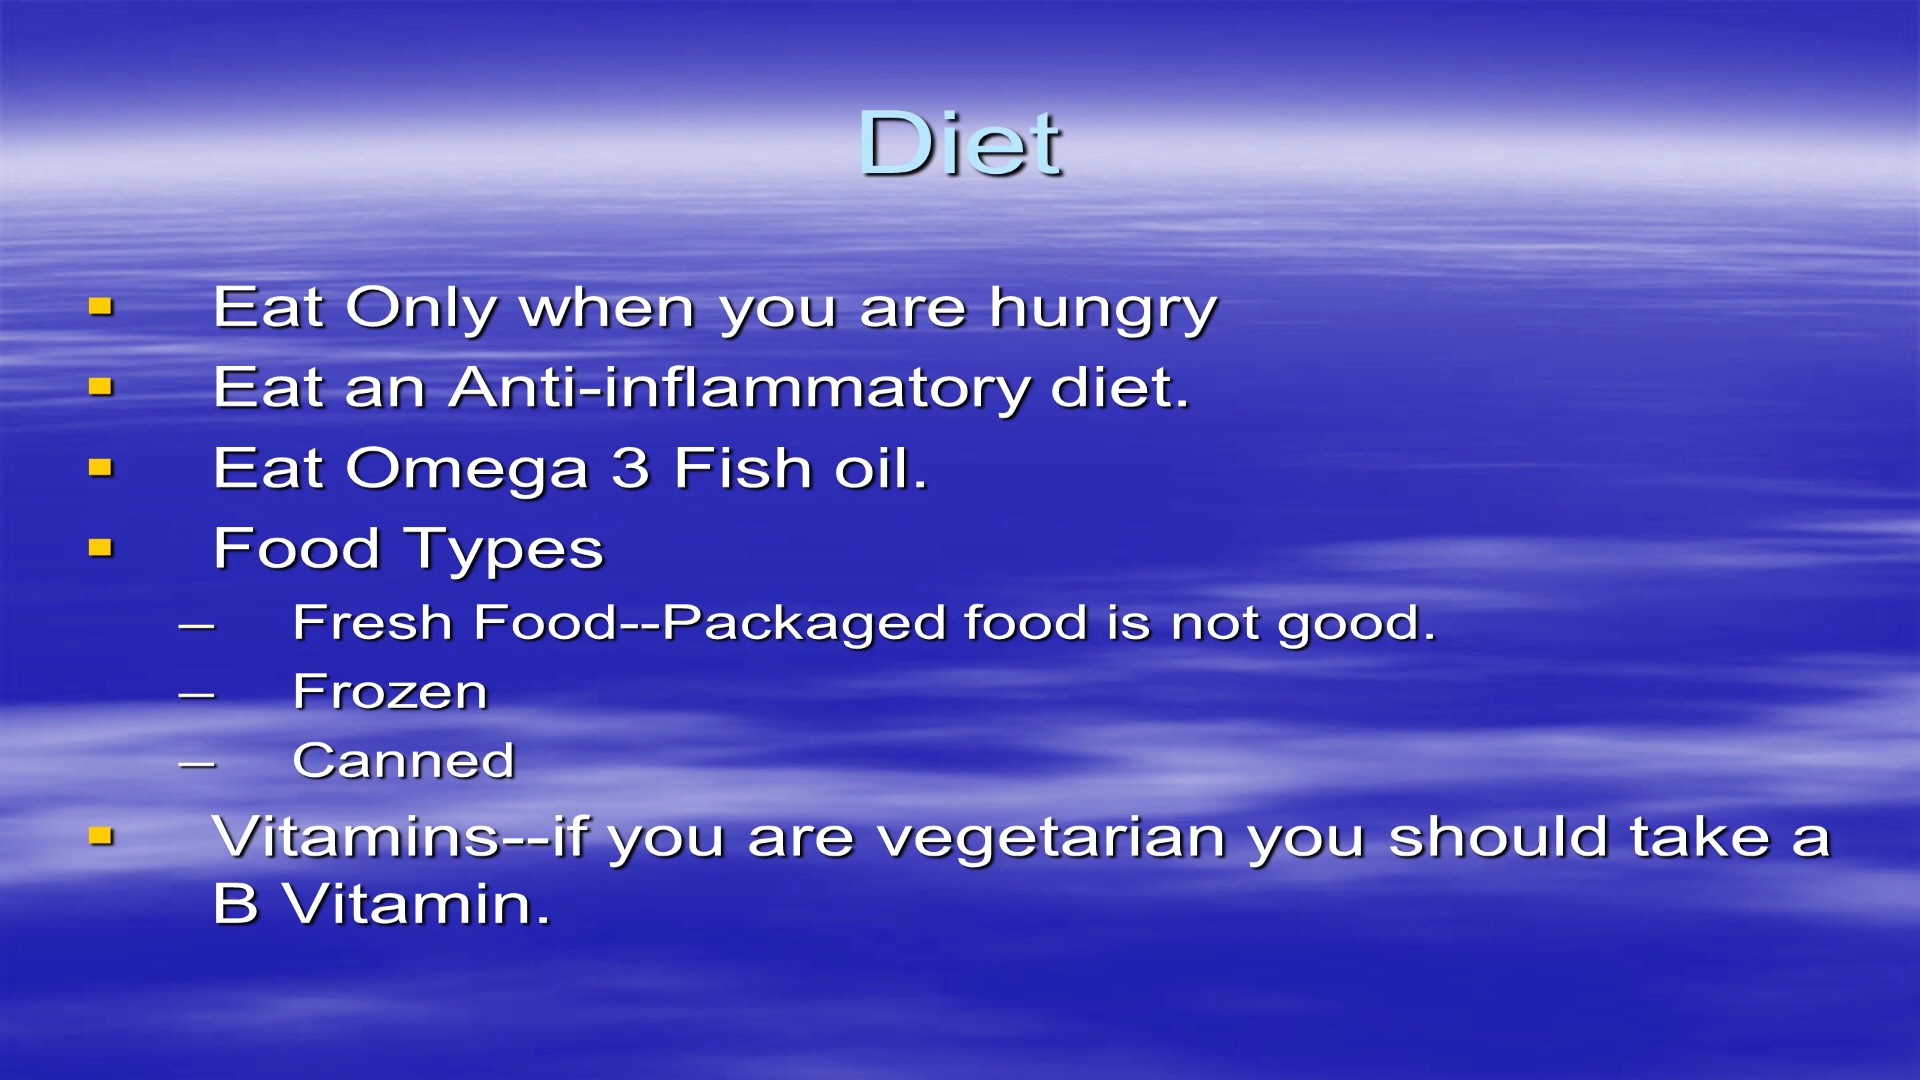 Diet
▪ Eat Only when you are hungry
▪ Eat an Anti-inflammatory diet.
▪ Eat Omega 3 Fish oil.
▪ Food Types
– Fresh Food--Packaged food is not good.
– Frozen
– Canned
▪ Vitamins--if you are vegetarian you should take a
B Vitamin.